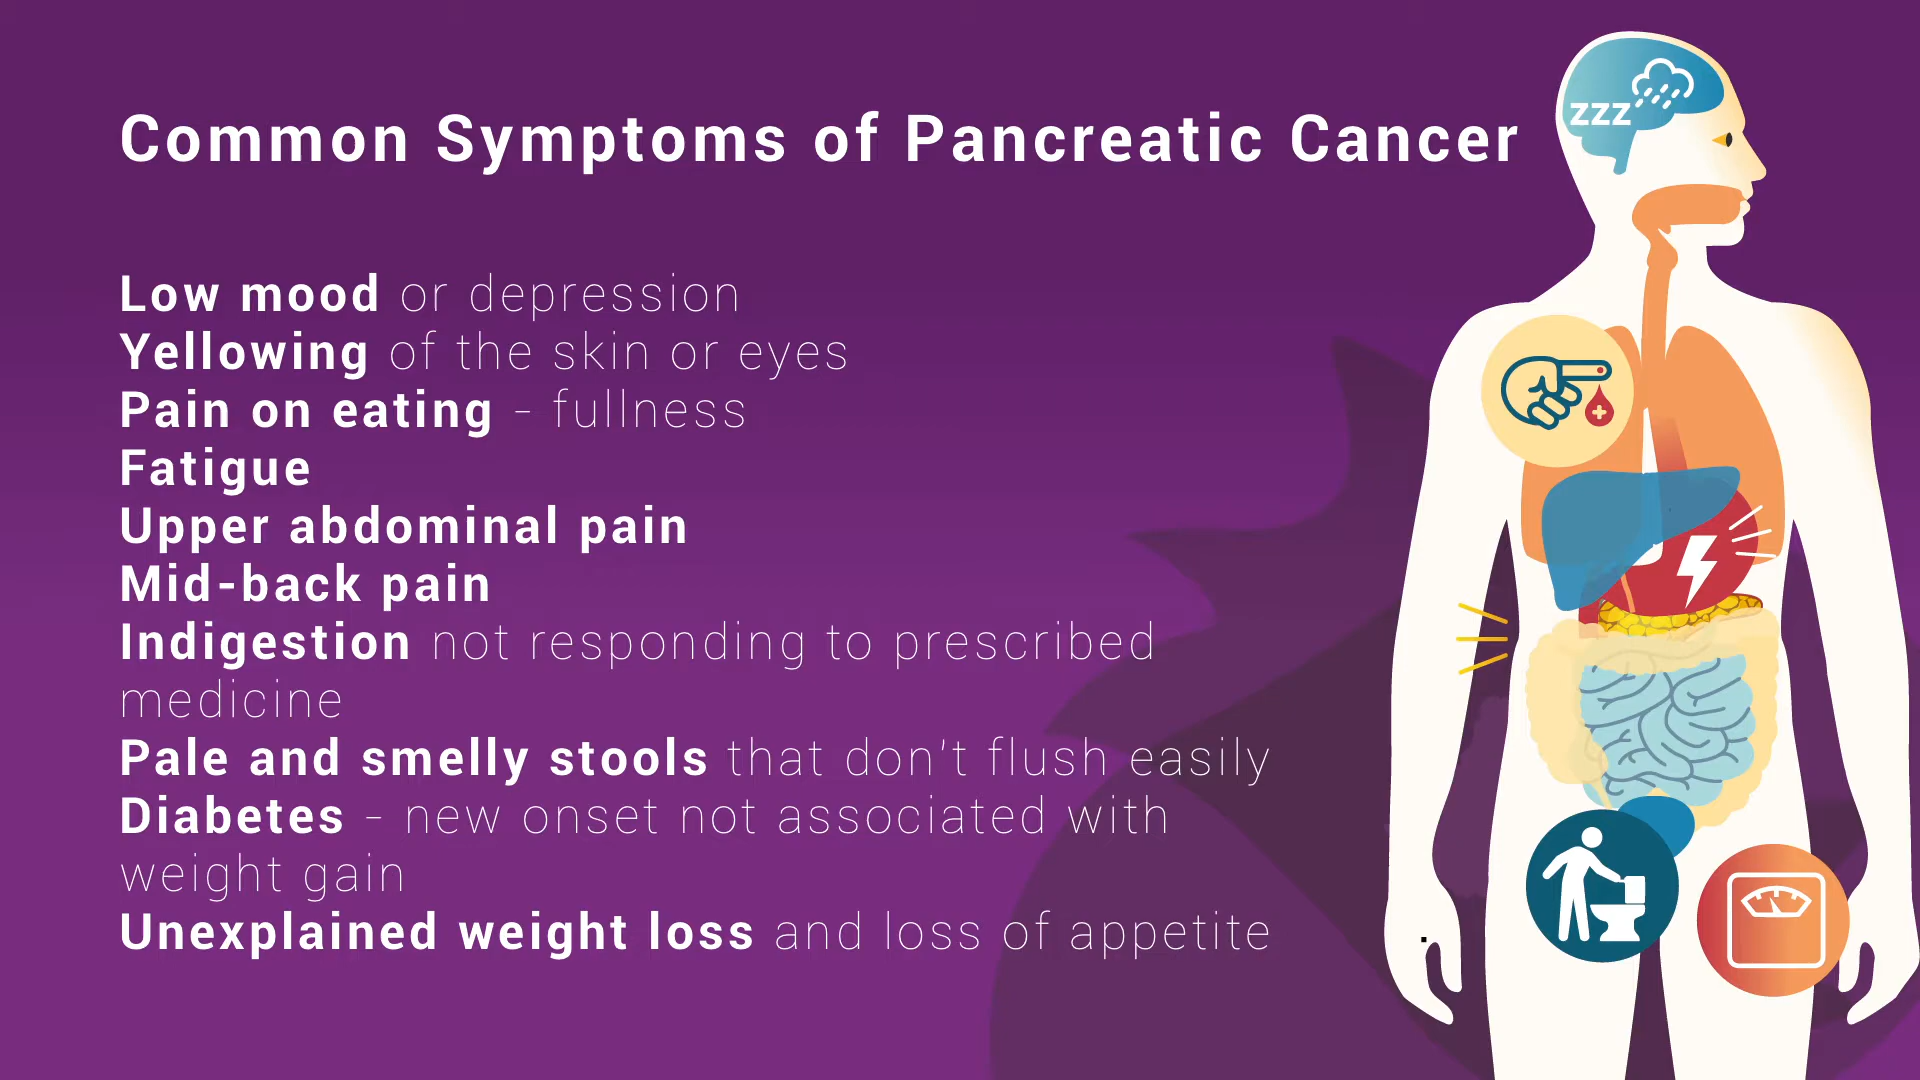 Common Symptoms of Pancreatic Cancer
zzz
Low mood or depression
Yellowing of the skin or eyes
Pain on eating - fullness
Fatigue
Upper abdominal pain
Mid-back pain
Indigestion not responding to prescribed
medicine
Pale and smelly stools that don't flush easily
Diabetes - new onset not associated with
weight gain
Unexplained weight loss and loss of appetite